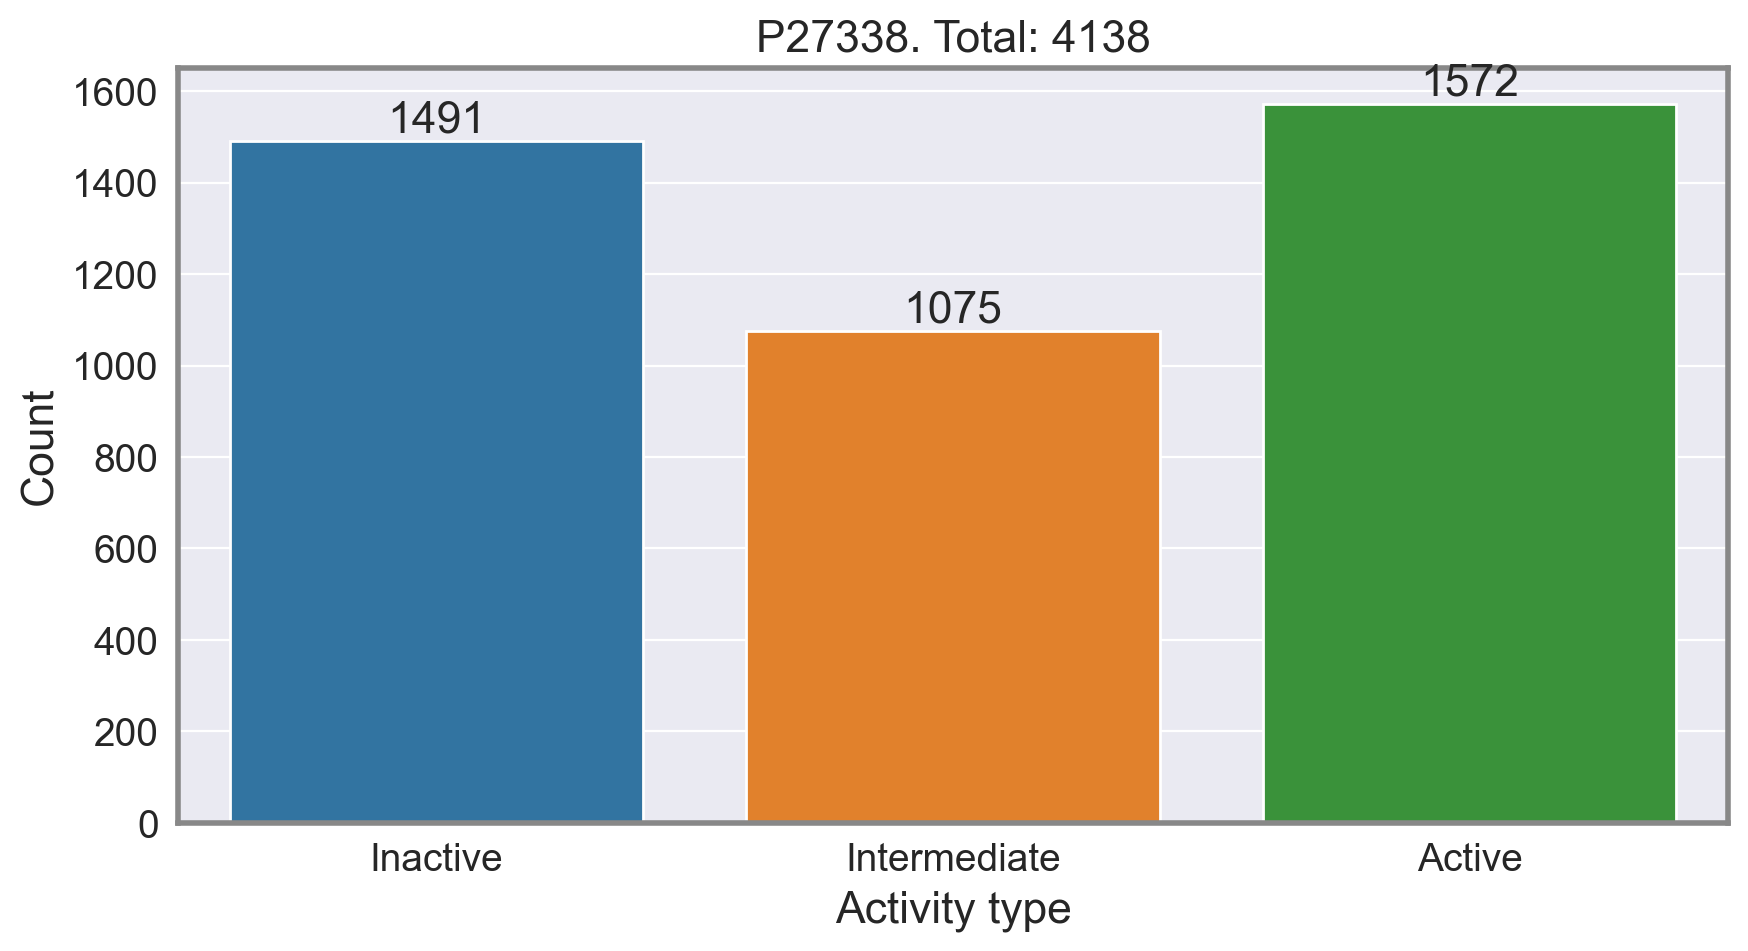 P27338. Total: 4138
1600
1400
1200
1000
800
600
400
200
0
Count
1491
1075
1572
Inactive
Intermediate
Active
Activity type